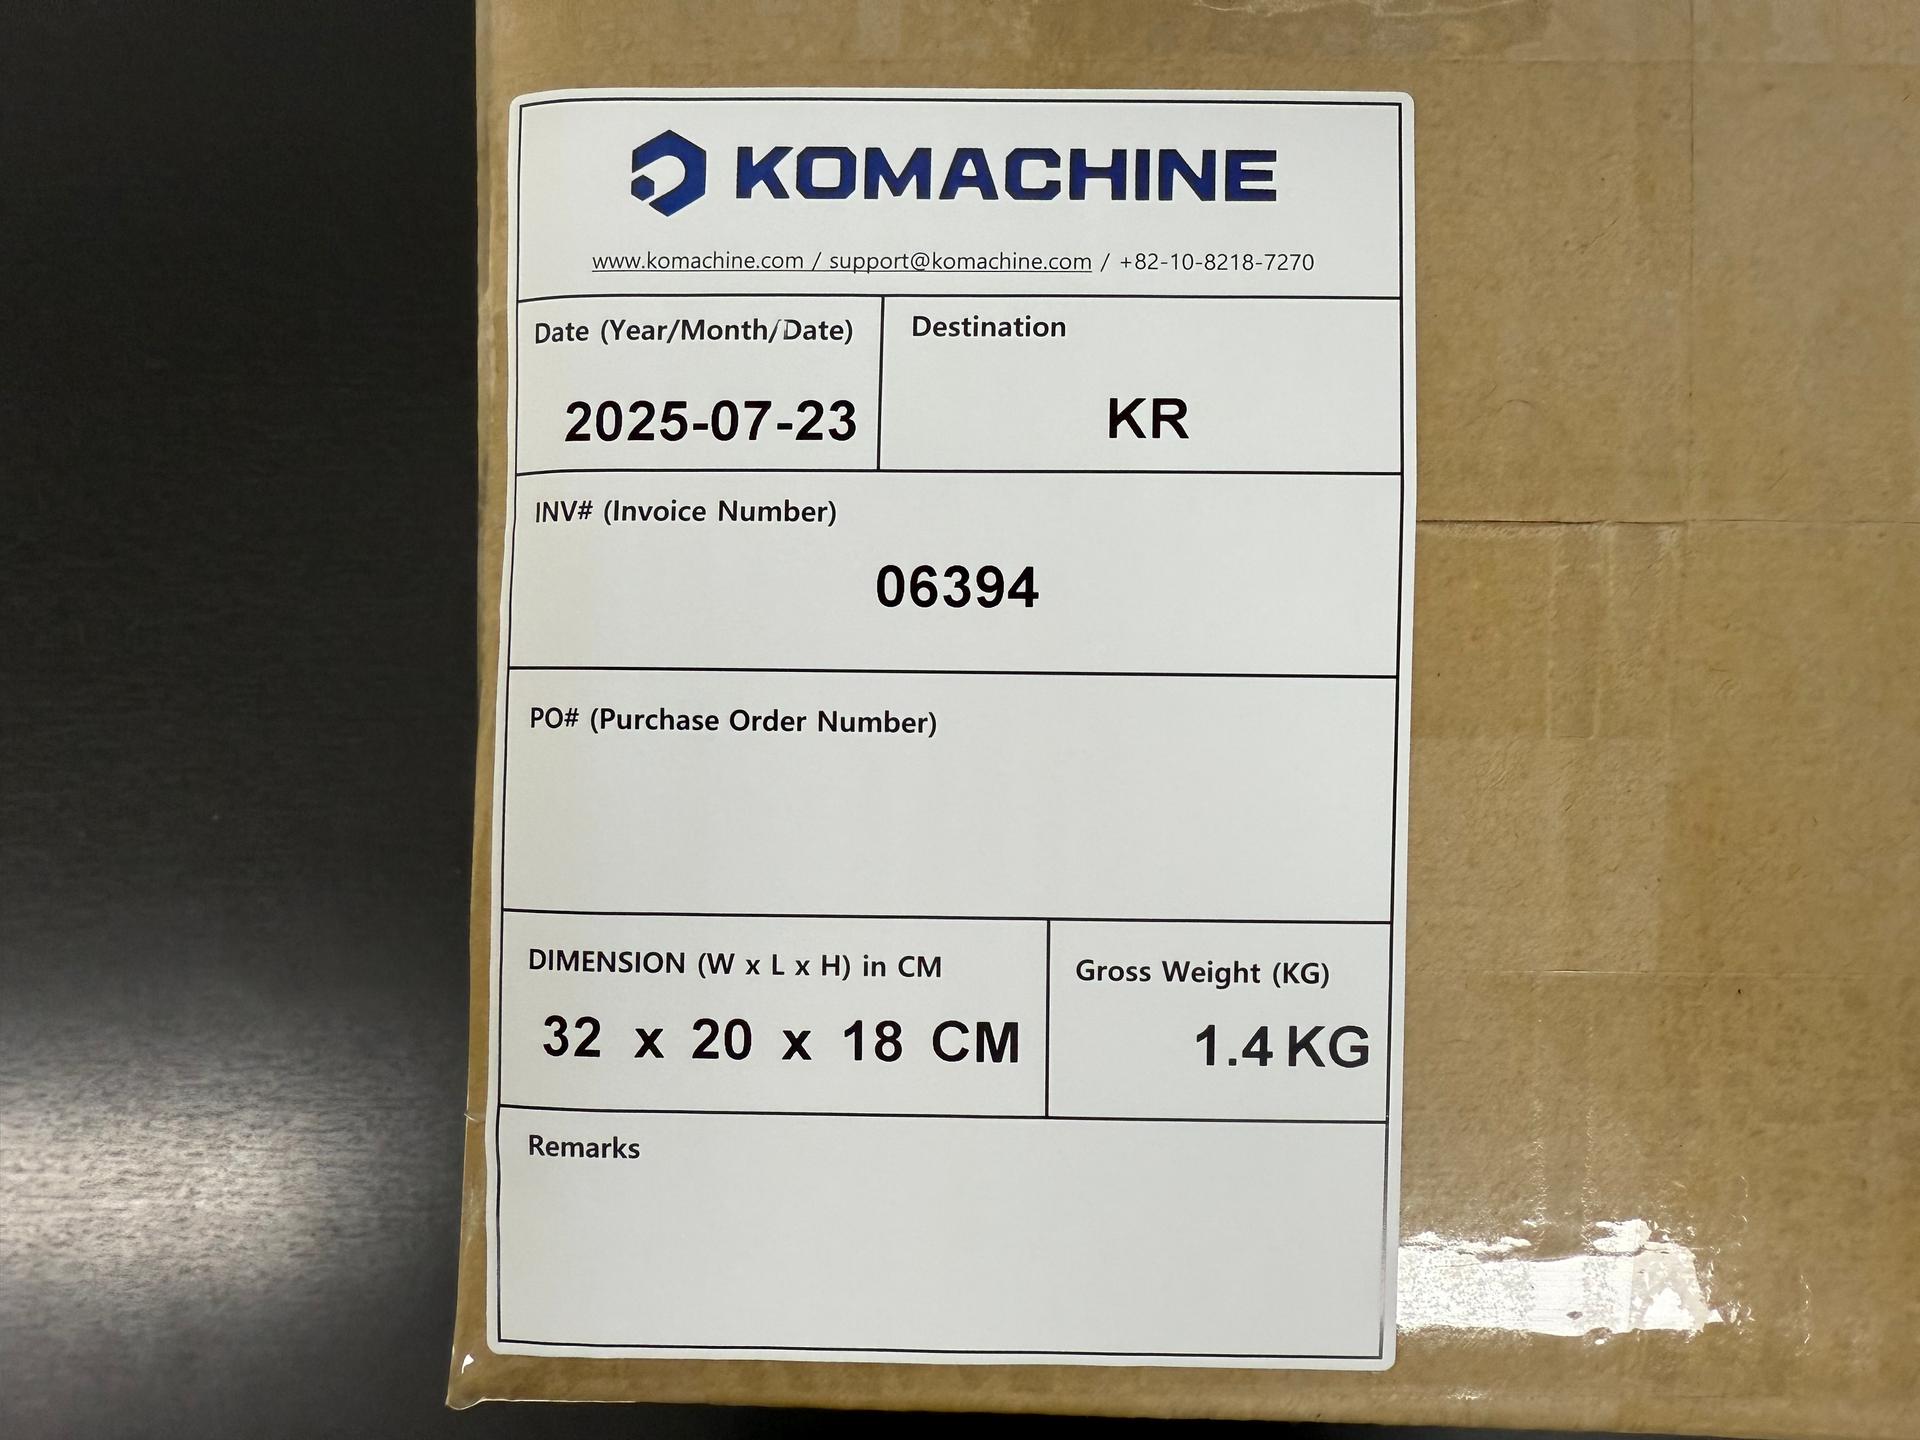 KOMACHINE
www.komachine.com / support@komachine.com / +82-10-8218-7270
Date (Year/Month/Date)
2025-07-23
Destination
KR
INV# (Invoice Number)
06394
PO# (Purchase Order Number)
DIMENSION (W x L x H) in CM
32 x 20 x 18 CM
Gross Weight (KG)
1.4 KG
Remarks